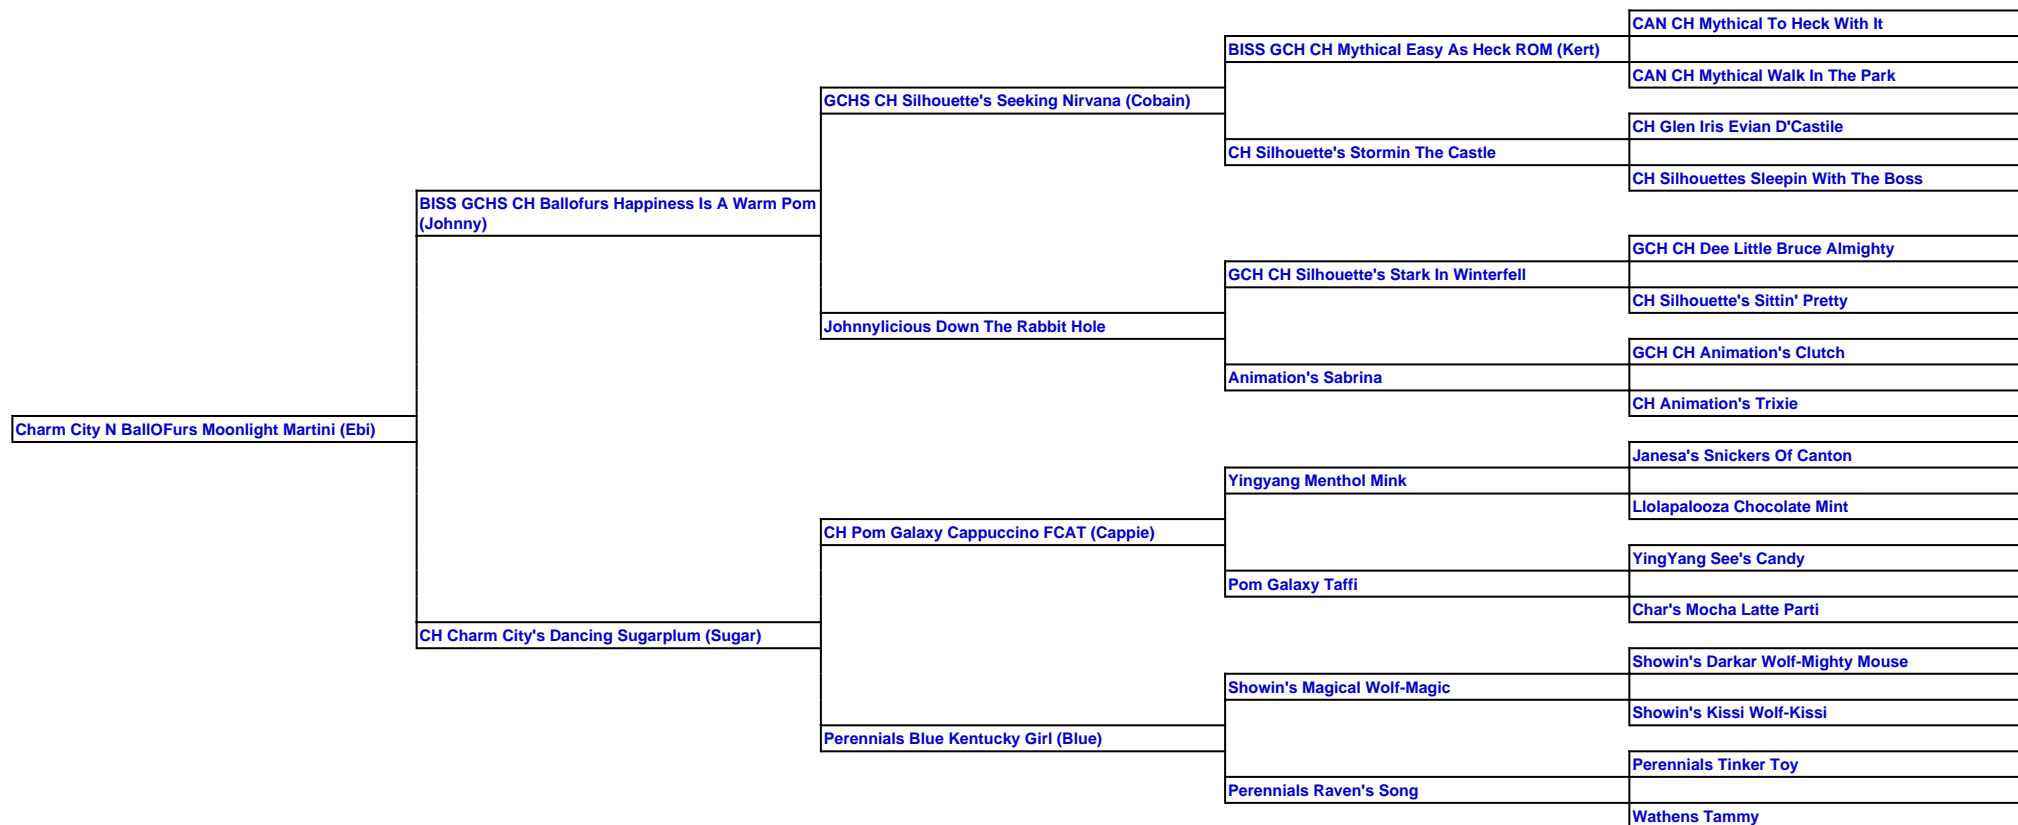 CAN CH Mythical To Heck With It
BISS GCH CH Mythical Easy As Heck ROM (Kert)
CAN CH Mythical Walk In The Park
GCHS CH Silhouette's Seeking Nirvana (Cobain)
CH Glen Iris Evian D'Castile
CH Silhouette's Stormin The Castle
CH Silhouettes Sleepin With The Boss
BISS GCHS CH Ballofurs Happiness Is A Warm Pom
(Johnny)
GCH CH Dee Little Bruce Almighty
GCH CH Silhouette's Stark In Winterfell
CH Silhouette's Sittin' Pretty
Johnnylicious Down The Rabbit Hole
GCH CH Animation's Clutch
Animation's Sabrina
CH Animation's Trixie
Charm City N BallOFurs Moonlight Martini (Ebi)
Janesa's Snickers Of Canton
Yingyang Menthol Mink
Llolapalooza Chocolate Mint
CH Pom Galaxy Cappuccino FCAT (Cappie)
YingYang See's Candy
Pom Galaxy Taffi
Char's Mocha Latte Parti
CH Charm City's Dancing Sugarplum (Sugar)
Showin's Darkar Wolf-Mighty Mouse
Showin's Magical Wolf-Magic
Showin's Kissi Wolf-Kissi
Perennials Blue Kentucky Girl (Blue)
Perennials Tinker Toy
Perennials Raven's Song
Wathens Tammy